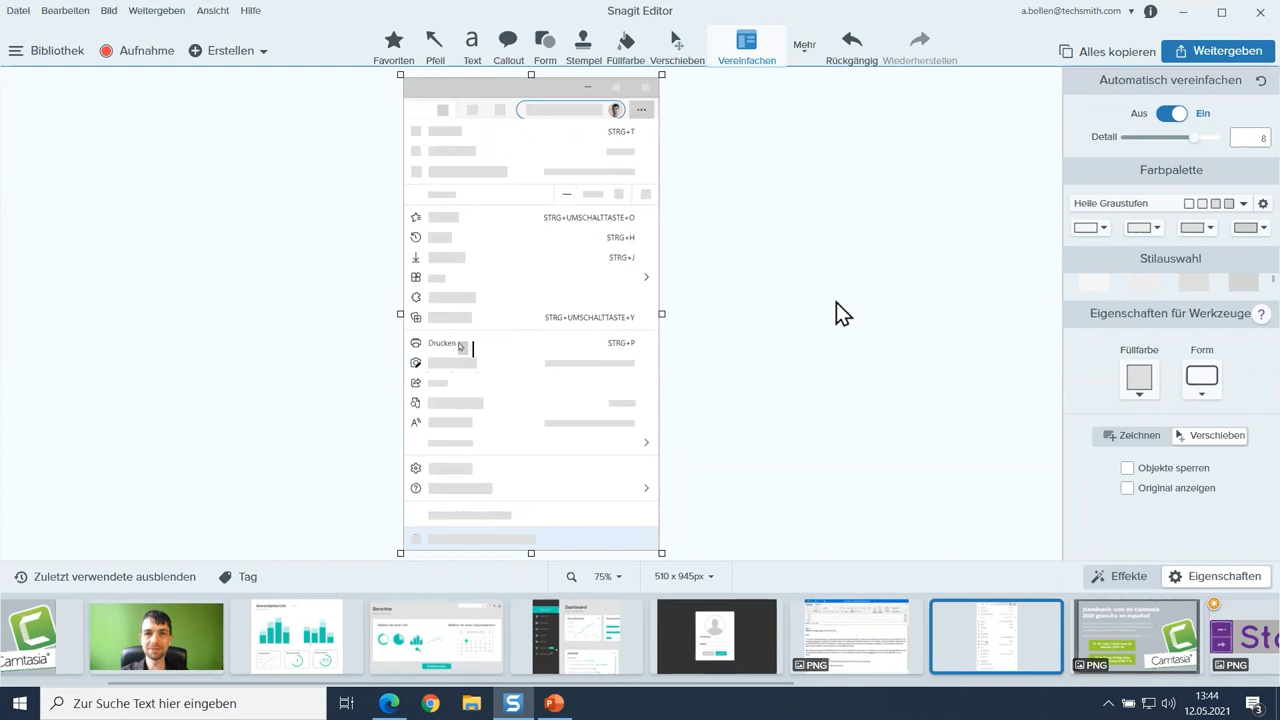 Datei Bearbeiten Bild Weitergeben Ansicht Hilfe
Snagit Editor
a.bollen@techsmith.com
Bibliothek Aufnahme Erstellen
Favoriten Pfeil Text Callout Form Stempel Füllfarbe Verschieben Vereinfachen Mehr Rückgängig Wiederherstellen
Alles kopieren Weitergeben
Automatisch vereinfachen
Aus Ein
Detail 8
Farbpalette
Helle Graustufen
Stilauswahl
Eigenschaften für Werkzeuge
Füllfarbe Form
Zeichnen Verschieben
Objekte sperren
Original anzeigen
STRG+T
STRG+UMSCHALTTASTE+O
STRG+H
STRG+J
STRG+UMSCHALTTASTE+Y
Drucken STRG+P
Zuletzt verwendete ausblenden Tag
75% 510 x 945px
Effekte Eigenschaften
Camtasia
Berichte
Dashboard
PNG
PNG
Camtasia
PNG
S
Zur Suche Text hier eingeben
S
13:44
12.05.2021
3